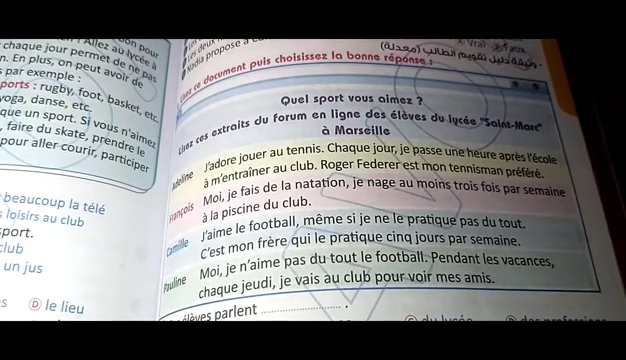 ! Allez au lycée à
chaque jour permet de ne pas
n. En plus, on peut avoir de
s par exemple :
ports : rugby, foot, basket, etc.
yoga, danse, etc.
que un sport. Si vous n'aimez
, faire du skate, prendre le
pour aller courir, participer
beaucoup la télé
s loisirs au club
sport.
club
un jus
D le lieu
Nadia propose à
Vrai
Faux
دليل تقويم الطالب (معدلة)
ce document puis choisissez la bonne réponse :
Quel sport vous aimez ?
Lisez ces extraits du forum en ligne des élèves du lycée "Saint-Marc"
à Marseille
Adeline J'adore jouer au tennis. Chaque jour, je passe une heure après l'école
à m'entraîner au club. Roger Federer est mon tennisman préféré.
François Moi, je fais de la natation, je nage au moins trois fois par semaine
à la piscine du club.
Camille J'aime le football, même si je ne le pratique pas du tout.
C'est mon frère qui le pratique cinq jours par semaine.
Pauline Moi, je n'aime pas du tout le football. Pendant les vacances,
chaque jeudi, je vais au club pour voir mes amis.
élèves parlent .................... .
du lycée